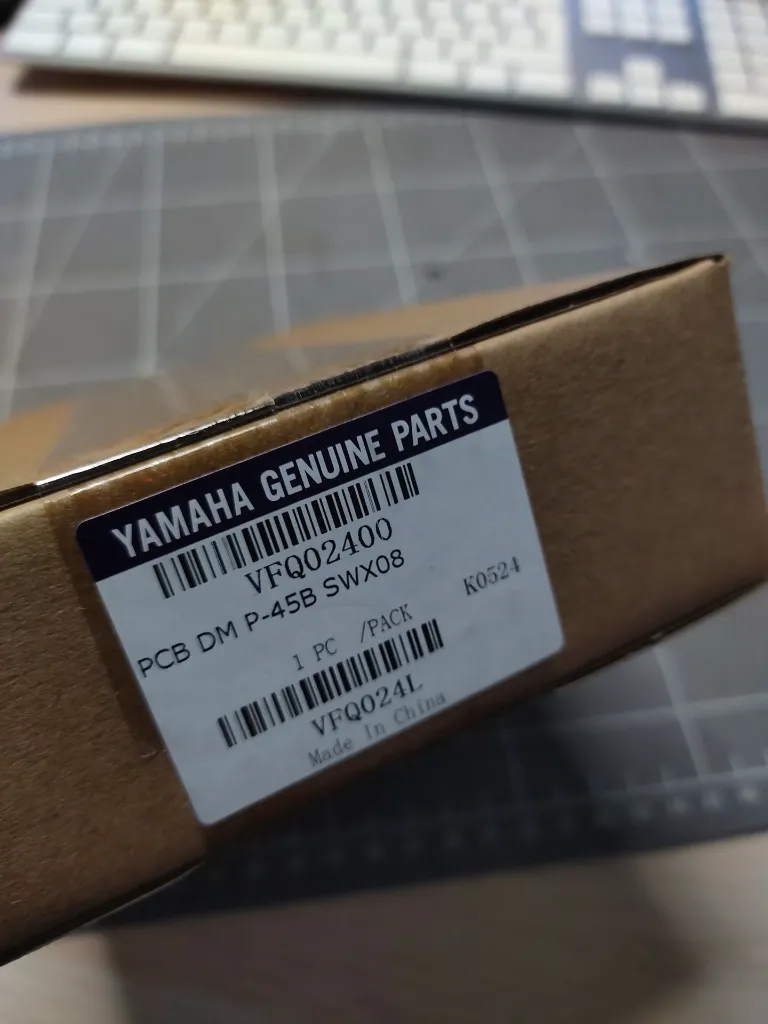 YAMAHA GENUINE PARTS
VFQ02400
PCB DM P-45B SWX08
1 PC /PACK
K0524
VFQ024L
Made In China